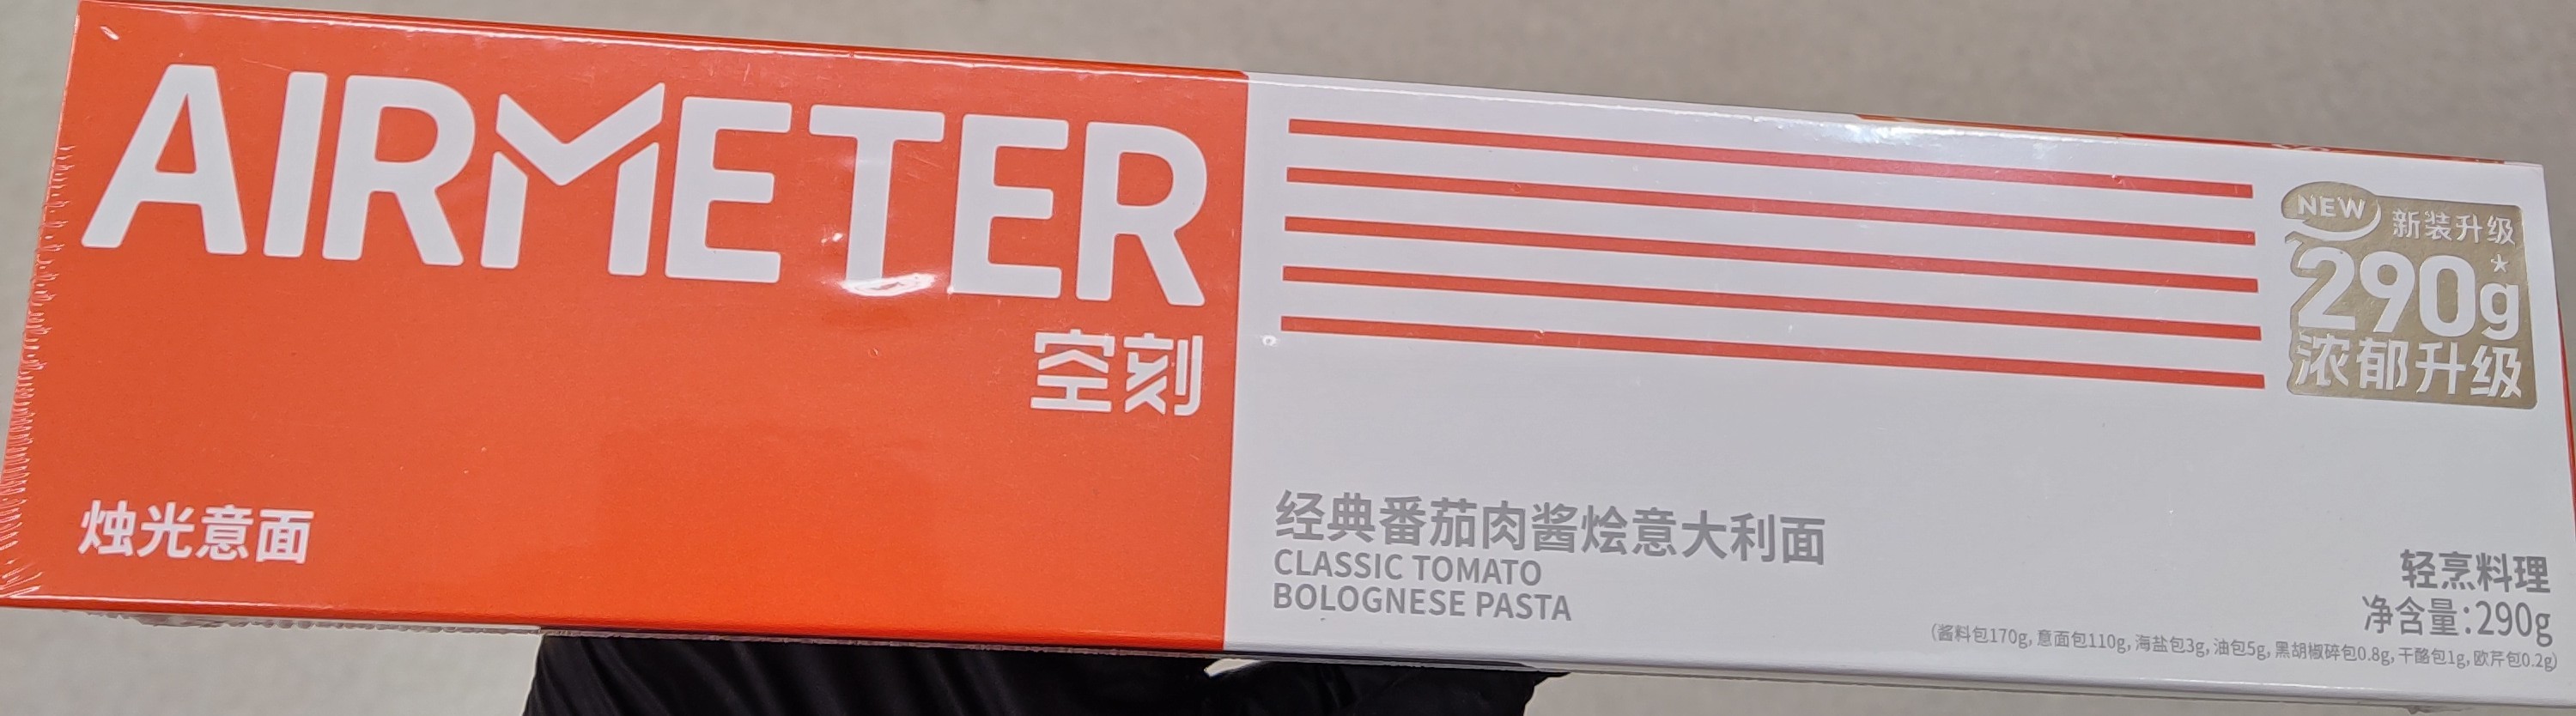 AIRMETER
空刻
烛光意面
NEW 新装升级
290g*
浓郁升级
经典番茄肉酱烩意大利面
CLASSIC TOMATO
BOLOGNESE PASTA
轻烹料理
净含量:290g
(酱料包170g, 意面包110g, 海盐包3g, 油包5g, 黑胡椒碎包0.8g, 干酪包1g, 欧芹包0.2g)